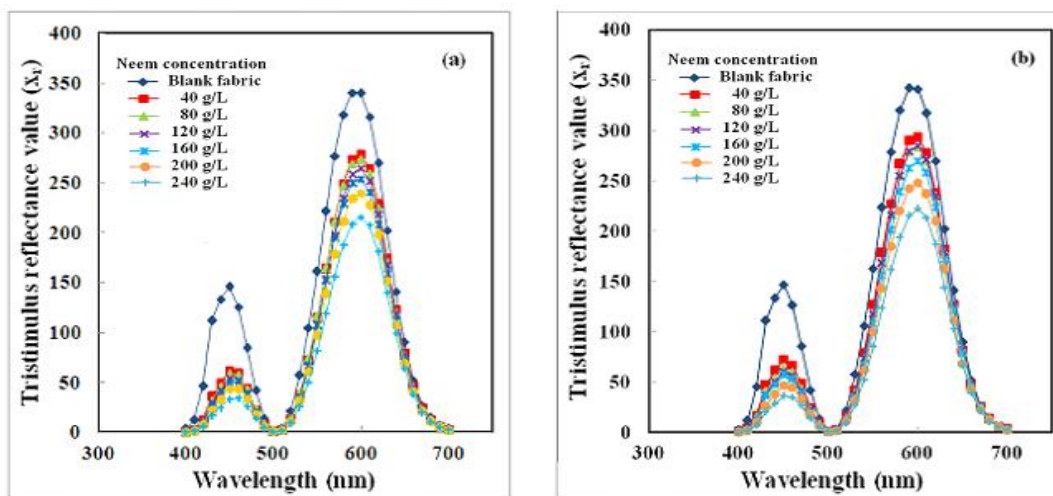 Tristimulus reflectance value (xr)
400
350
300
250
200
150
100
50
0
(a)
Neem concentration
Blank fabric
40 g/L
80 g/L
120 g/L
160 g/L
200 g/L
240 g/L
300 400 500 600 700
Wavelength (nm)
Tristimulus reflectance value (xr)
400
350
300
250
200
150
100
50
0
(b)
Neem concentration
Blank fabric
40 g/L
80 g/L
120 g/L
160 g/L
200 g/L
240 g/L
300 400 500 600 700
Wavelength (nm)